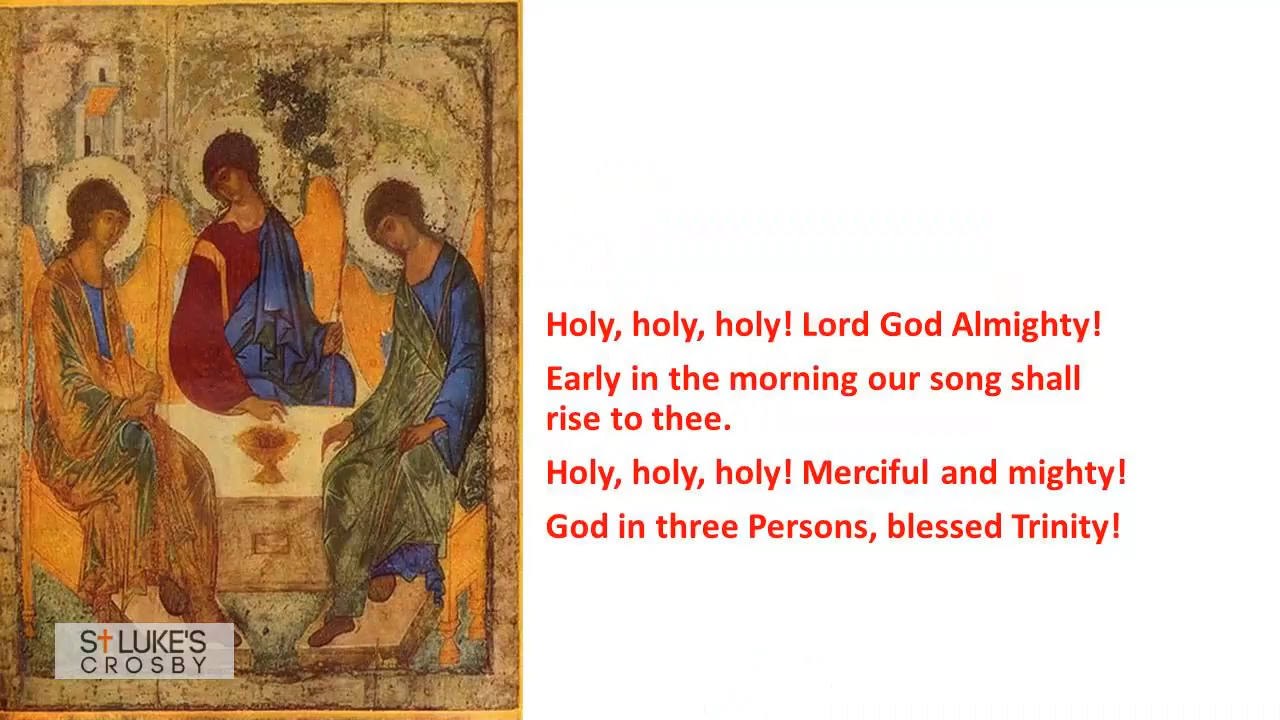 Holy, holy, holy! Lord God Almighty!
Early in the morning our song shall
rise to thee.
Holy, holy, holy! Merciful and mighty!
God in three Persons, blessed Trinity!
St LUKE'S
CROSBY